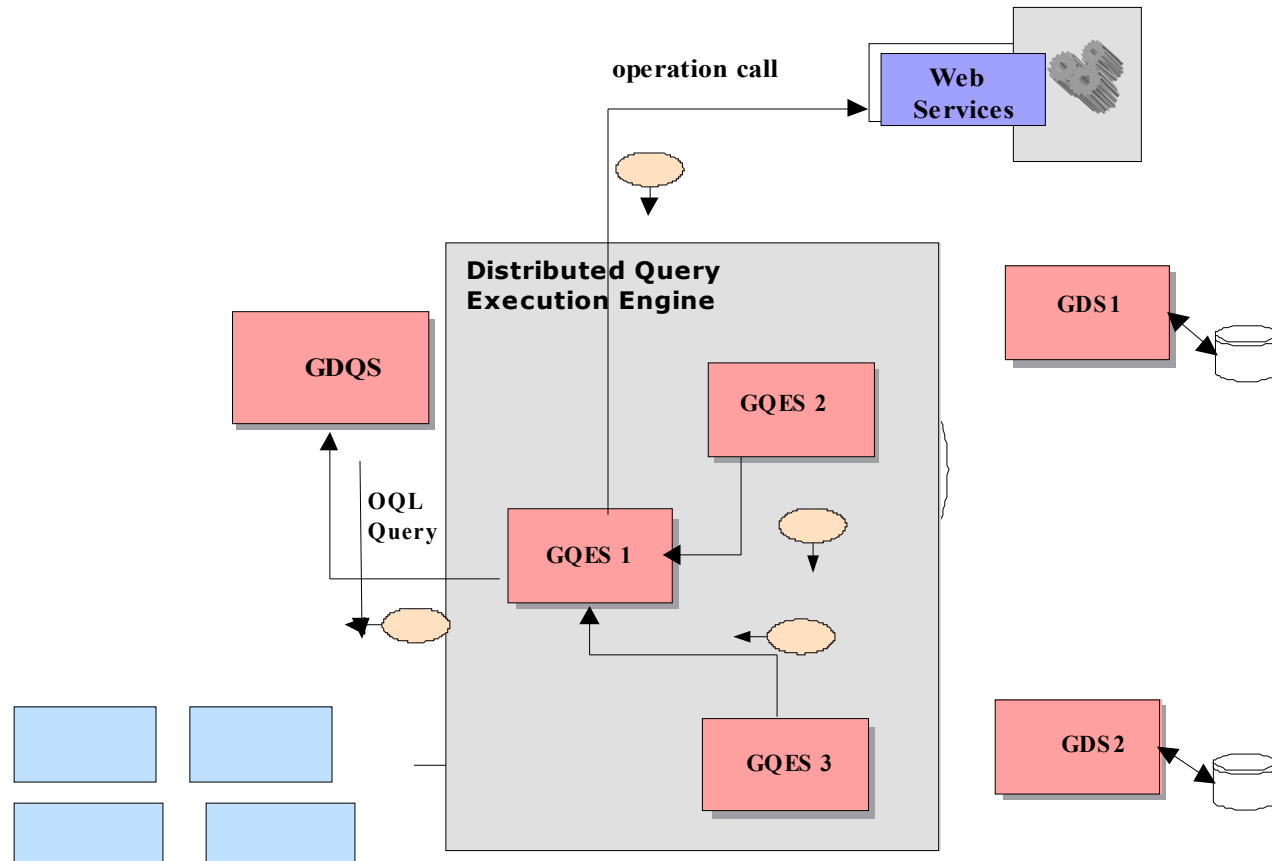 operation call
Web
Services
Distributed Query
Execution Engine
GDS1
GDQS
GQES 2
OQL
Query
GQES 1
GQES 3
GDS2